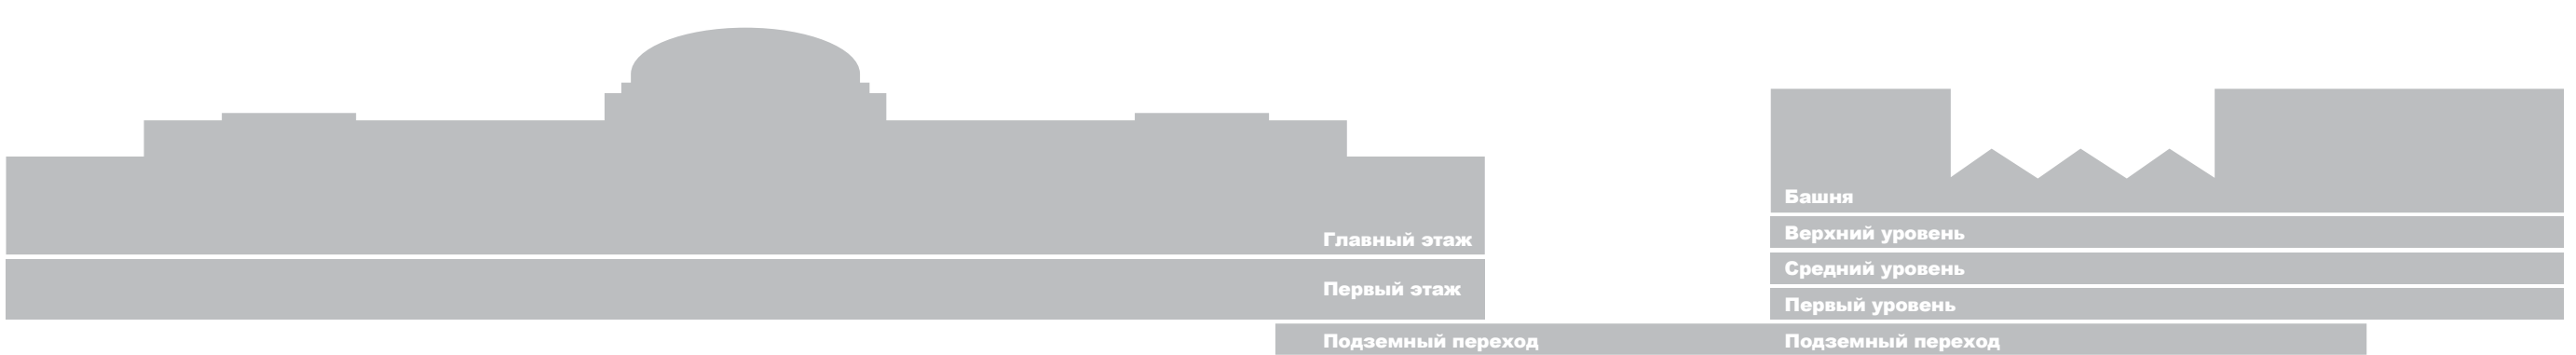 Главный этаж
Первый этаж
Подземный переход
Башня
Верхний уровень
Средний уровень
Первый уровень
Подземный переход